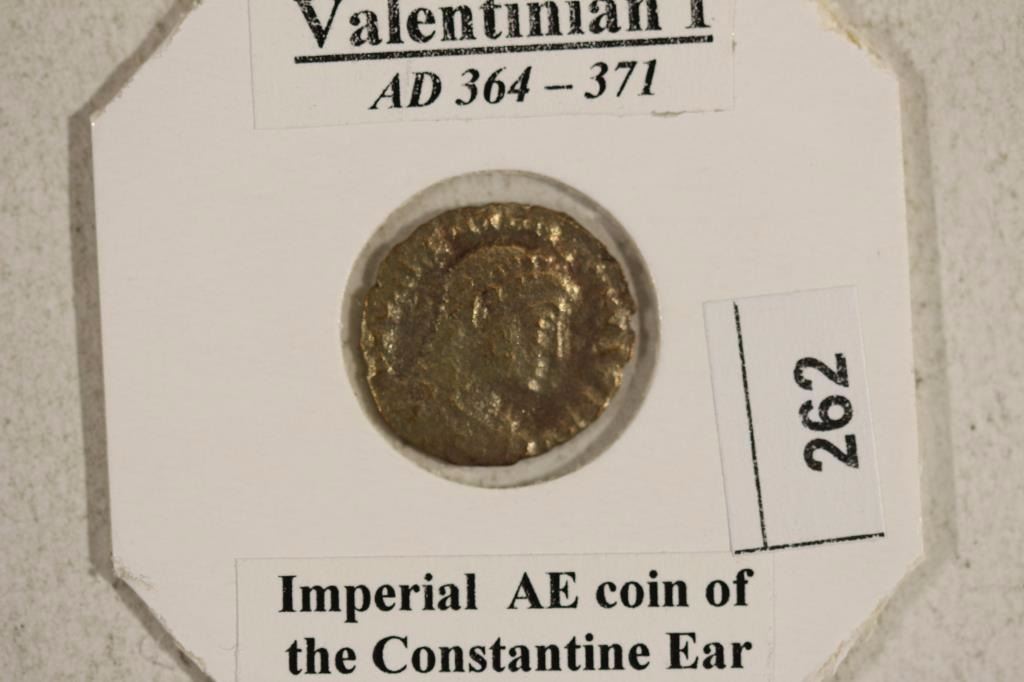 Valentinian I
AD 364 – 371
262
Imperial AE coin of
the Constantine Ear